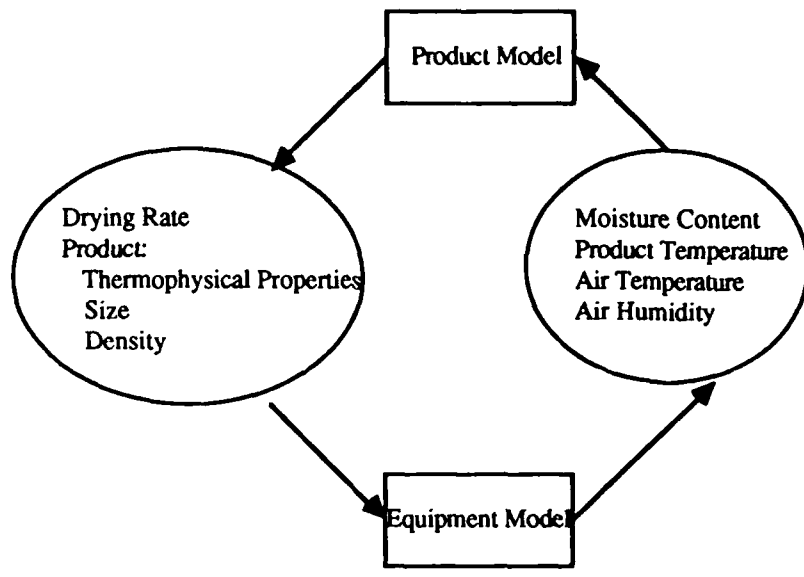 Product Model
Drying Rate
Product:
Thermophysical Properties
Size
Density
Moisture Content
Product Temperature
Air Temperature
Air Humidity
Equipment Model